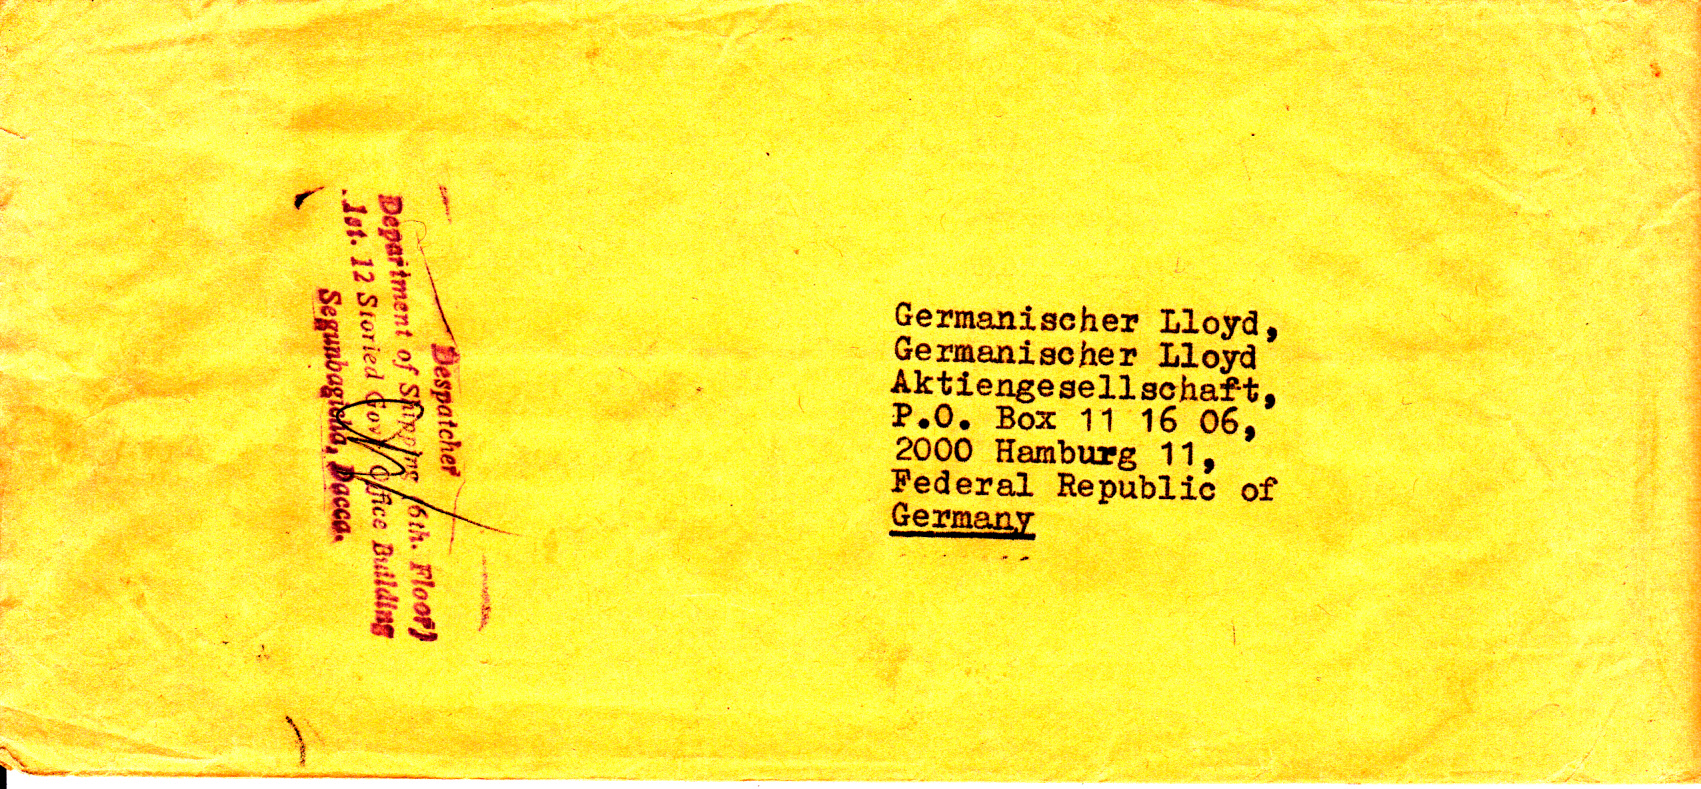 Despatcher
Department of Shipping (6th. Floor)
1st. 12 Storied Gov Office Building
Segunbagicha, Dacca.
Germanischer Lloyd,
Germanischer Lloyd
Aktiengesellschaft,
P.O. Box 11 16 06,
2000 Hamburg 11,
Federal Republic of
Germany